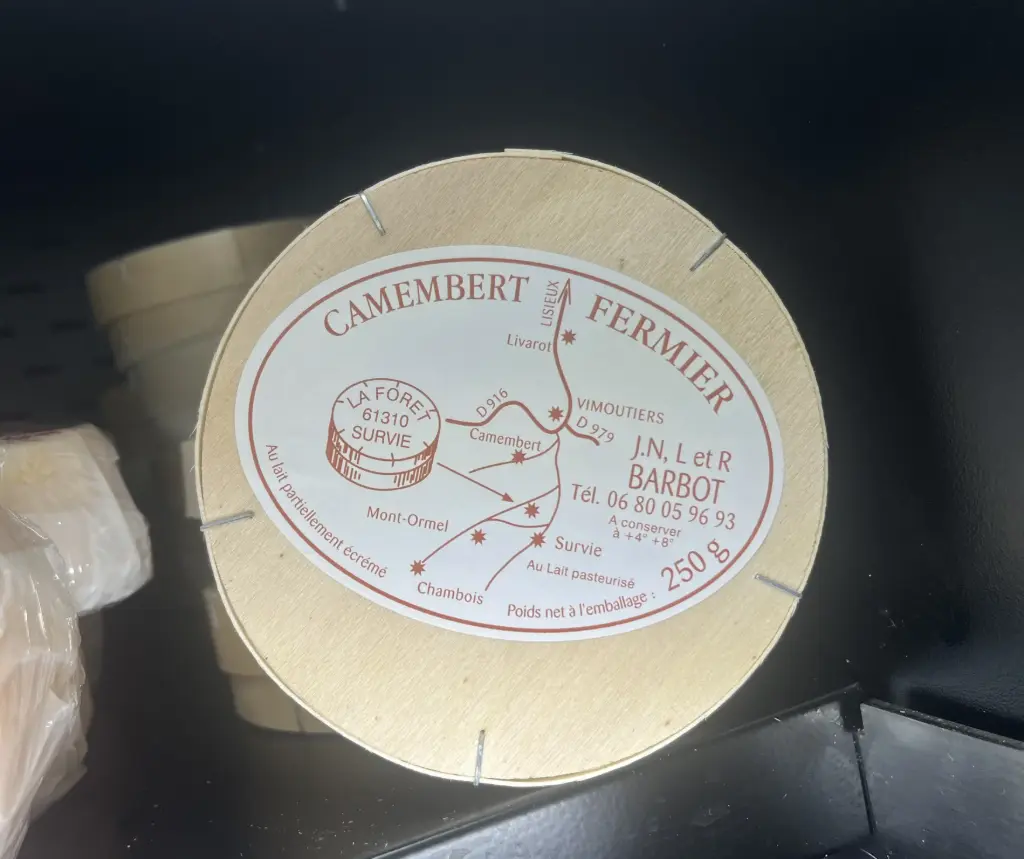 CAMEMBERT FERMIER
LISIEUX
Livarot
D 916
VIMOUTIERS
D 979
Camembert
LA FORET
61310
SURVIE
J.N, L et R
BARBOT
Tél. 06 80 05 96 93
A conserver
à +4° +8°
Mont-Ormel
Survie
Chambois
Au lait partiellement écrémé
Au Lait pasteurisé
Poids net à l'emballage : 250 g